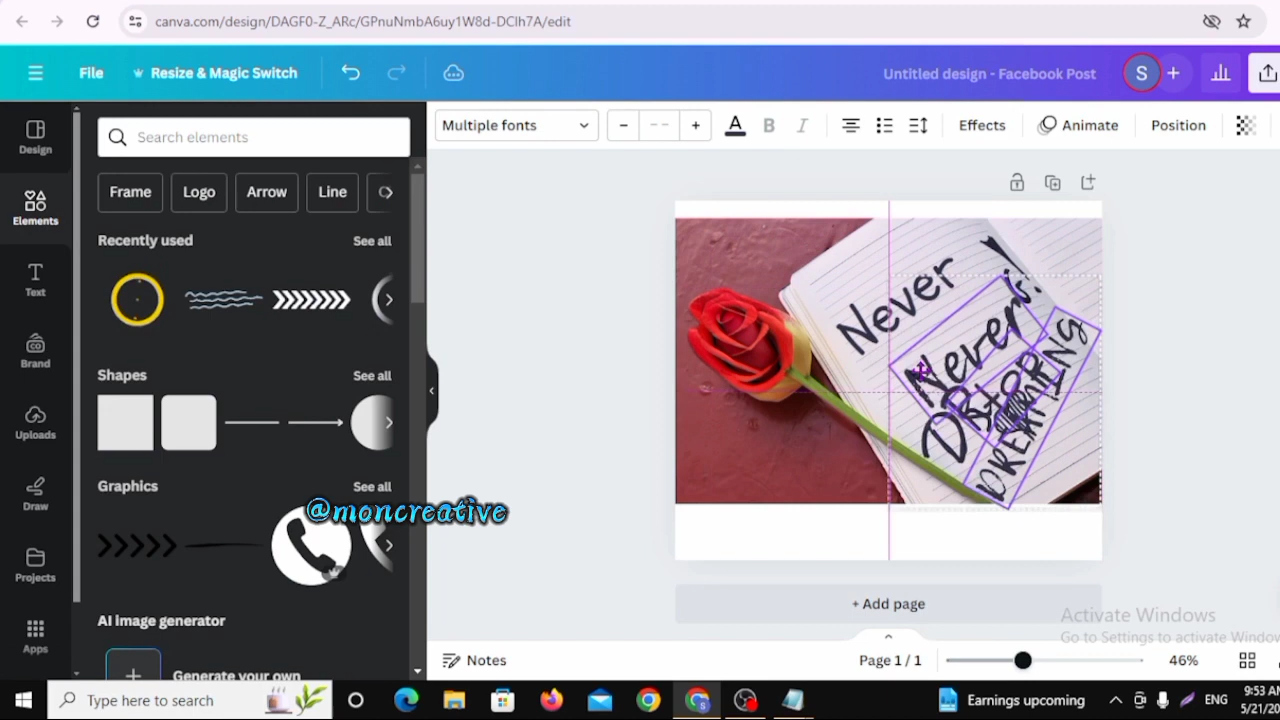 canva.com/design/DAGF0-Z_ARc/GPnuNmbA6uy1W8d-DCIh7A/edit
File Resize & Magic Switch Untitled design - Facebook Post S
Search elements
Multiple fonts A B I Effects Animate Position
Design
Elements
Text
Brand
Uploads
Draw
Projects
Apps
Frame Logo Arrow Line
Recently used See all
Shapes See all
Graphics See all
AI image generator
Generate your own
@moncreative
Never
Never
Stop
DREAMING
+ Add page
Activate Windows
Go to Settings to activate Window
Notes
Page 1 / 1
46%
Type here to search
Earnings upcoming
ENG
9:53 AM
5/21/20